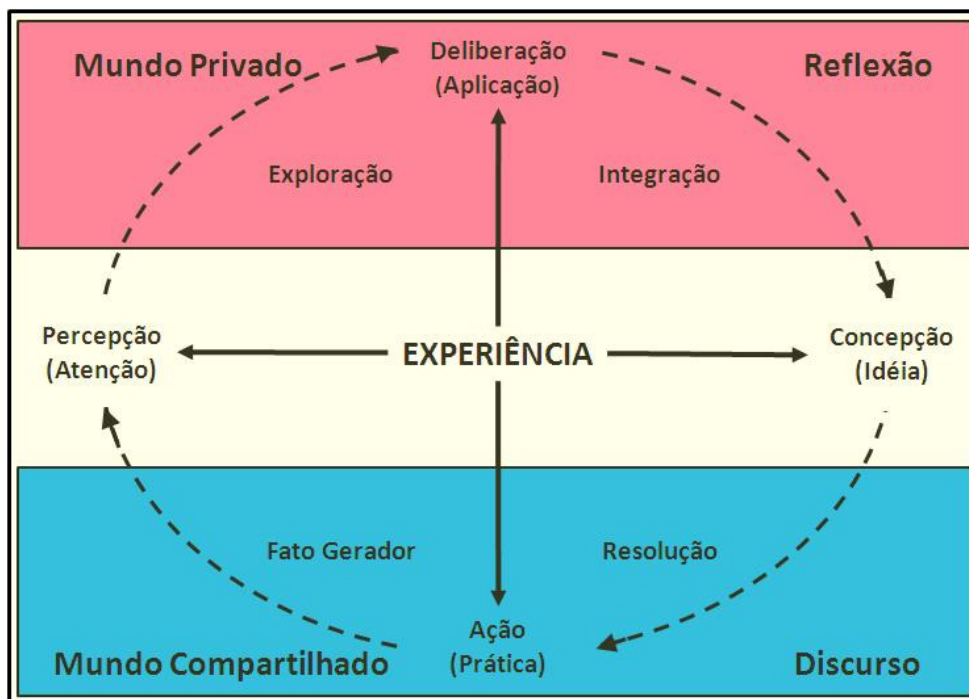 Mundo Privado
Deliberação
(Aplicação)
Reflexão
Exploração
Integração
Percepção
(Atenção)
EXPERIÊNCIA
Concepção
(Idéia)
Fato Gerador
Resolução
Mundo Compartilhado
Ação
(Prática)
Discurso